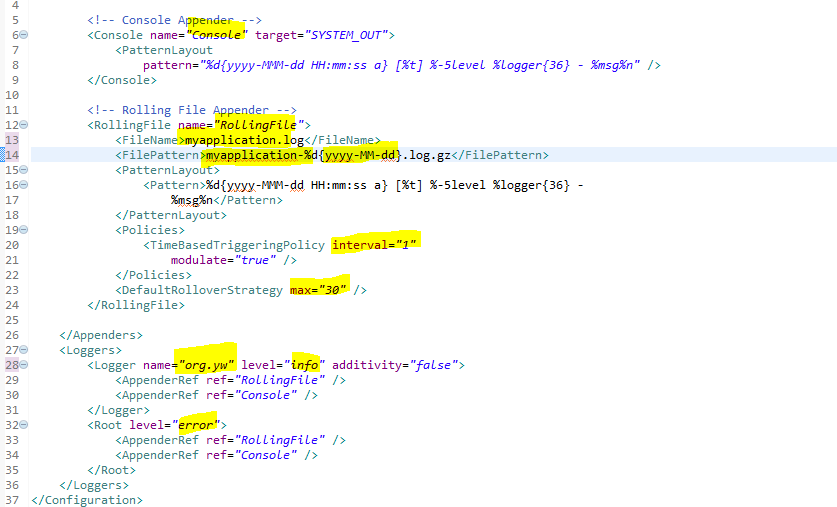 4
5 <!-- Console Appender -->
6 <Console name="Console" target="SYSTEM_OUT">
7 <PatternLayout
8 pattern="%d{yyyy-MMM-dd HH:mm:ss a} [%t] %-5level %logger{36} - %msg%n" />
9 </Console>
10
11 <!-- Rolling File Appender -->
12 <RollingFile name="RollingFile">
13 <FileName>myapplication.log</FileName>
14 <FilePattern>myapplication-%d{yyyy-MM-dd}.log.gz</FilePattern>
15 <PatternLayout>
16 <Pattern>%d{yyyy-MMM-dd HH:mm:ss a} [%t] %-5level %logger{36} -
17 %msg%n</Pattern>
18 </PatternLayout>
19 <Policies>
20 <TimeBasedTriggeringPolicy interval="1"
21 modulate="true" />
22 </Policies>
23 <DefaultRolloverStrategy max="30" />
24 </RollingFile>
25
26 </Appenders>
27 <Loggers>
28 <Logger name="org.yw" level="info" additivity="false">
29 <AppenderRef ref="RollingFile" />
30 <AppenderRef ref="Console" />
31 </Logger>
32 <Root level="error">
33 <AppenderRef ref="RollingFile" />
34 <AppenderRef ref="Console" />
35 </Root>
36 </Loggers>
37 </Configuration>